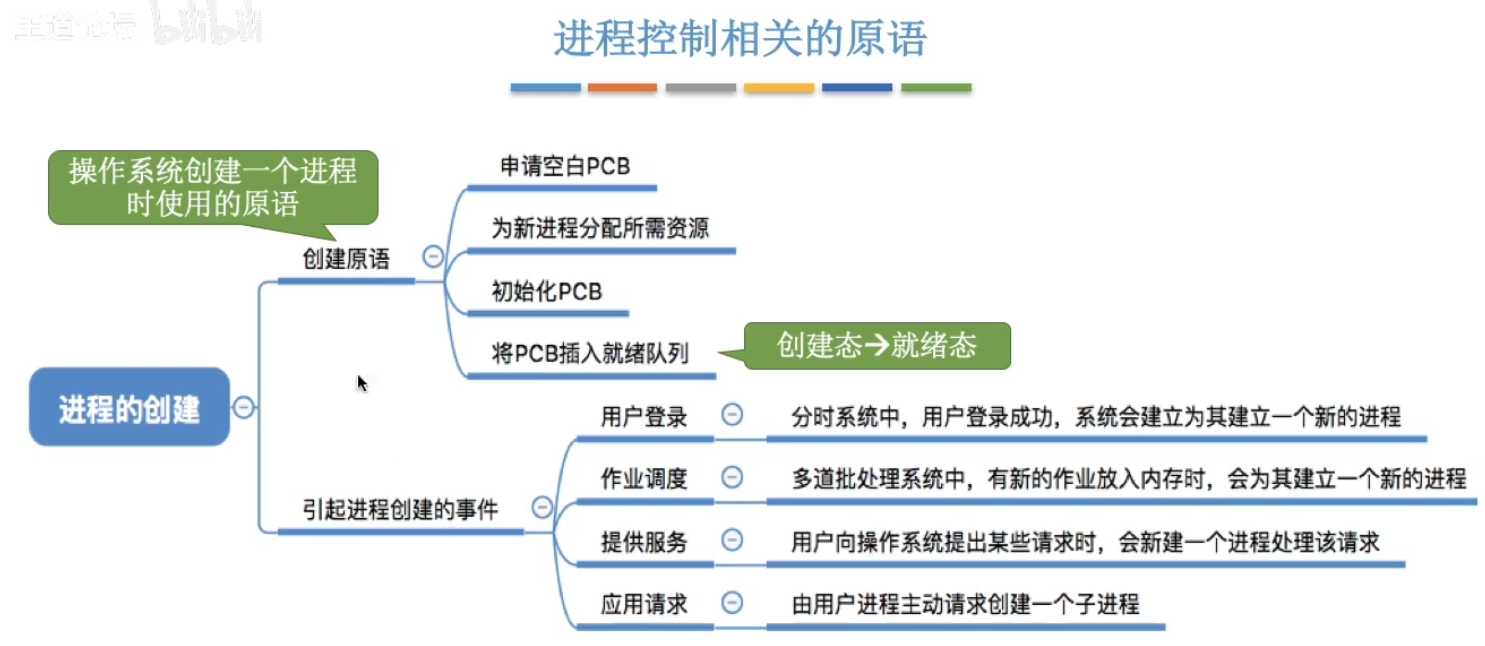 王道论坛 bilibili
进程控制相关的原语
操作系统创建一个进程
时使用的原语
创建原语
申请空白PCB
为新进程分配所需资源
初始化PCB
将PCB插入就绪队列
创建态→就绪态
进程的创建
引起进程创建的事件
用户登录
分时系统中，用户登录成功，系统会建立为其建立一个新的进程
作业调度
多道批处理系统中，有新的作业放入内存时，会为其建立一个新的进程
提供服务
用户向操作系统提出某些请求时，会新建一个进程处理该请求
应用请求
由用户进程主动请求创建一个子进程